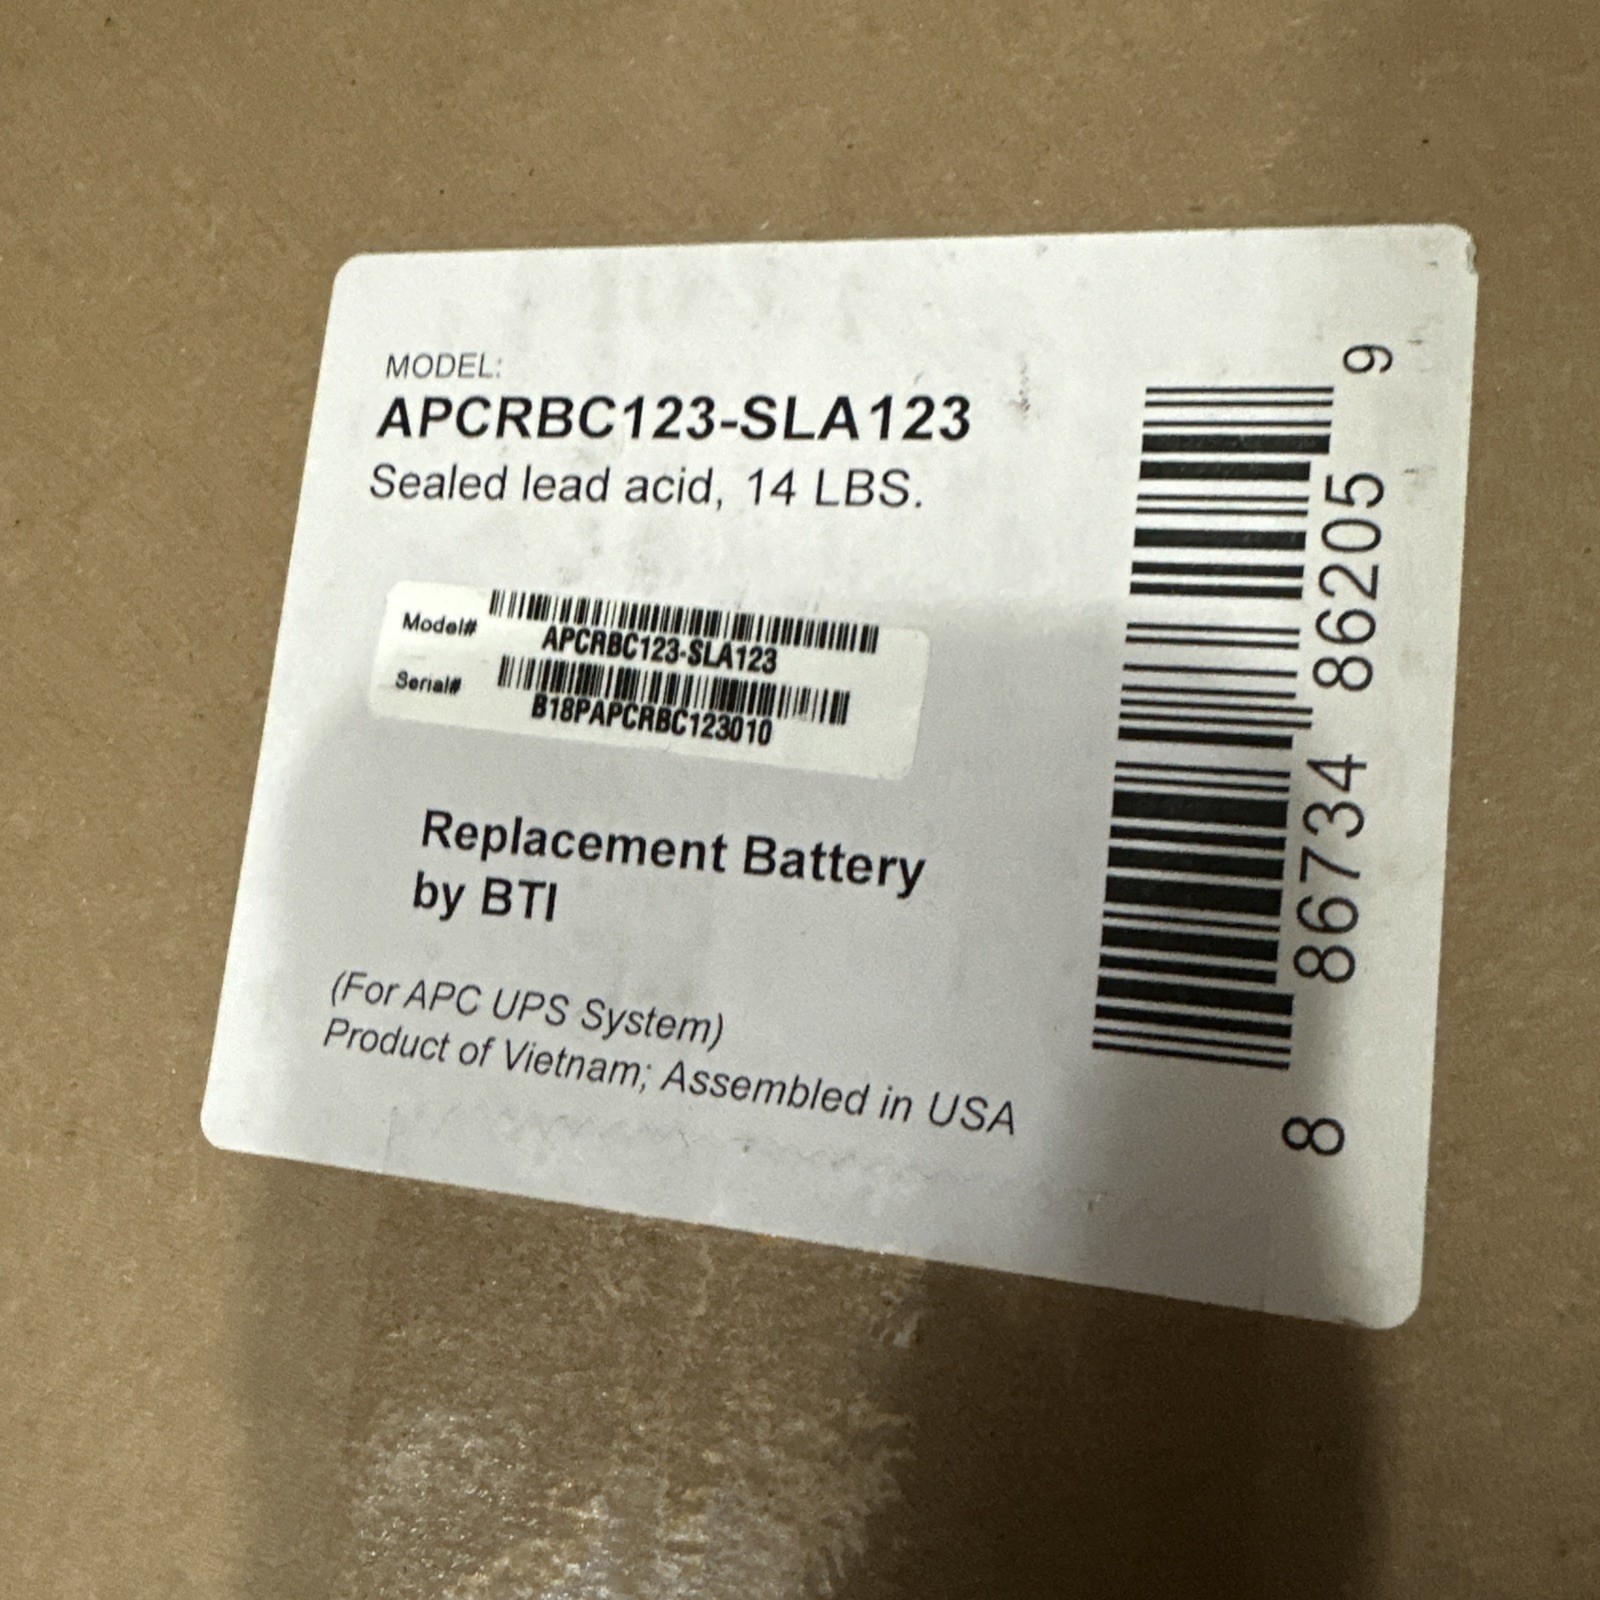 MODEL:
APCRBC123-SLA123
Sealed lead acid, 14 LBS.
Model#
APCRBC123-SLA123
Serial#
B18PAPCRBC123010
Replacement Battery
by BTI
(For APC UPS System)
Product of Vietnam; Assembled in USA
8 86734 86205 9